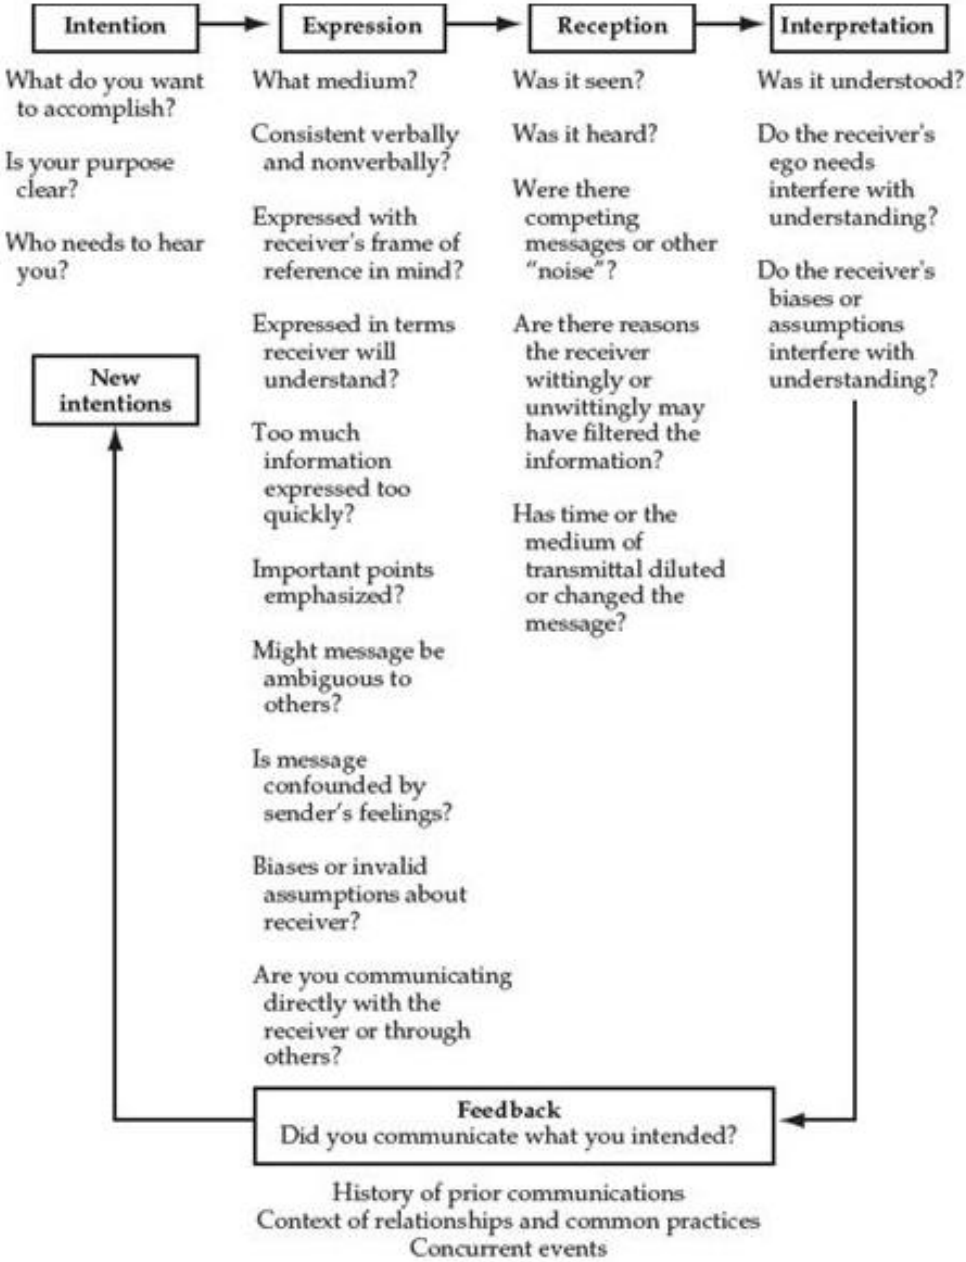 Intention
Expression
Reception
Interpretation
What do you want
to accomplish?
Is your purpose
clear?
Who needs to hear
you?
New
intentions
What medium?
Consistent verbally
and nonverbally?
Expressed with
receiver's frame of
reference in mind?
Expressed in terms
receiver will
understand?
Too much
information
expressed too
quickly?
Important points
emphasized?
Might message be
ambiguous to
others?
Is message
confounded by
sender's feelings?
Biases or invalid
assumptions about
receiver?
Are you communicating
directly with the
receiver or through
others?
Was it seen?
Was it heard?
Were there
competing
messages or other
"noise"?
Are there reasons
the receiver
wittingly or
unwittingly may
have filtered the
information?
Has time or the
medium of
transmittal diluted
or changed the
message?
Was it understood?
Do the receiver's
ego needs
interfere with
understanding?
Do the receiver's
biases or
assumptions
interfere with
understanding?
Feedback
Did you communicate what you intended?
History of prior communications
Context of relationships and common practices
Concurrent events